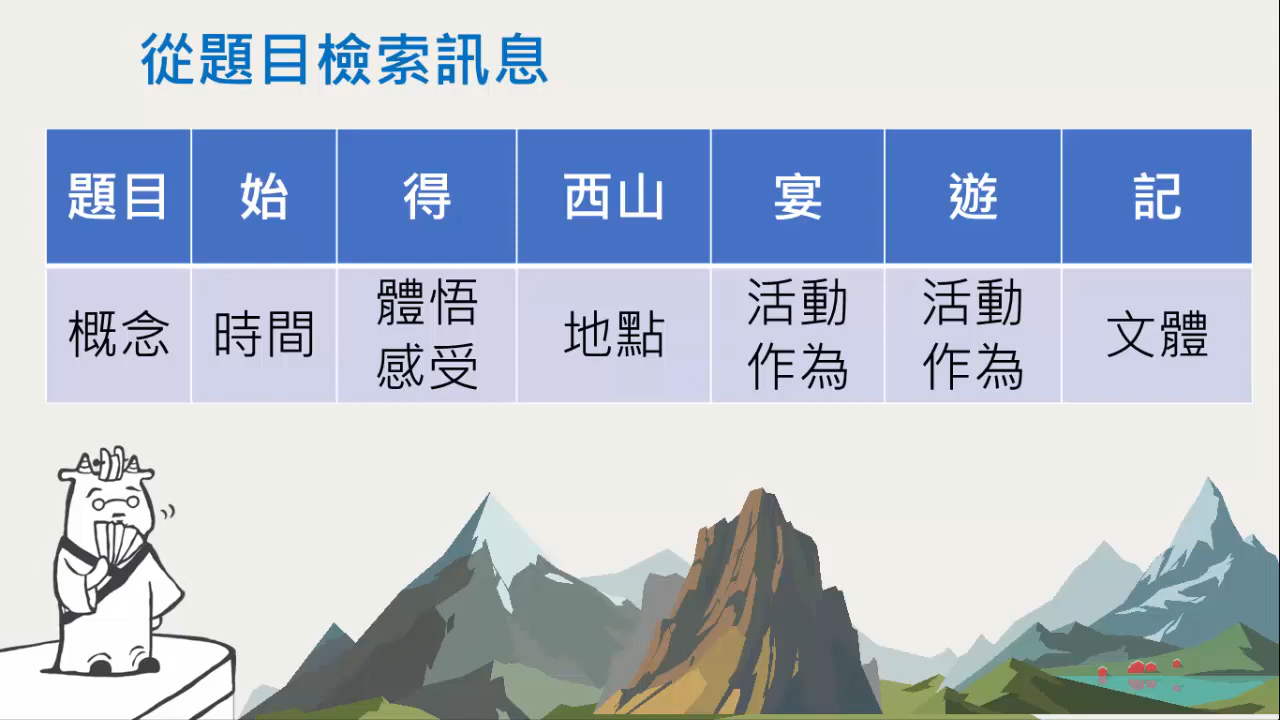 從題目檢索訊息
題目 始 得 西山 宴 遊 記
概念 時間 體悟感受 地點 活動作為 活動作為 文體